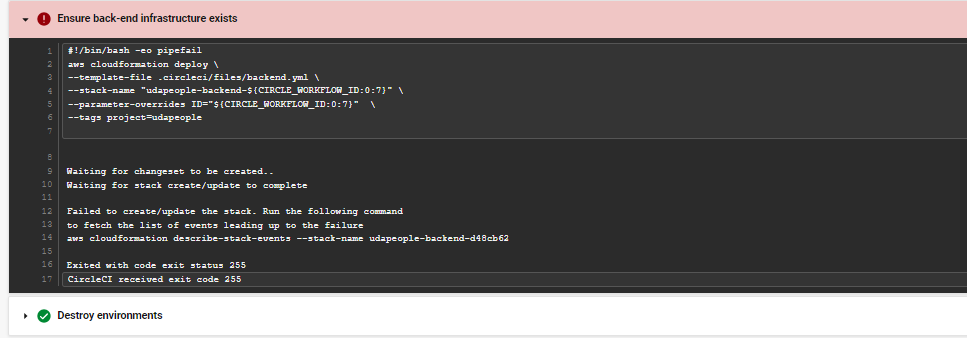 Ensure back-end infrastructure exists
1 #!/bin/bash -eo pipefail
2 aws cloudformation deploy \
3 --template-file .circleci/files/backend.yml \
4 --stack-name "udapeople-backend-${CIRCLE_WORKFLOW_ID:0:7}" \
5 --parameter-overrides ID="${CIRCLE_WORKFLOW_ID:0:7}"  \
6 --tags project=udapeople
7
8
9 Waiting for changeset to be created..
10 Waiting for stack create/update to complete
11
12 Failed to create/update the stack. Run the following command
13 to fetch the list of events leading up to the failure
14 aws cloudformation describe-stack-events --stack-name udapeople-backend-d48cb62
15
16 Exited with code exit status 255
17 CircleCI received exit code 255
Destroy environments